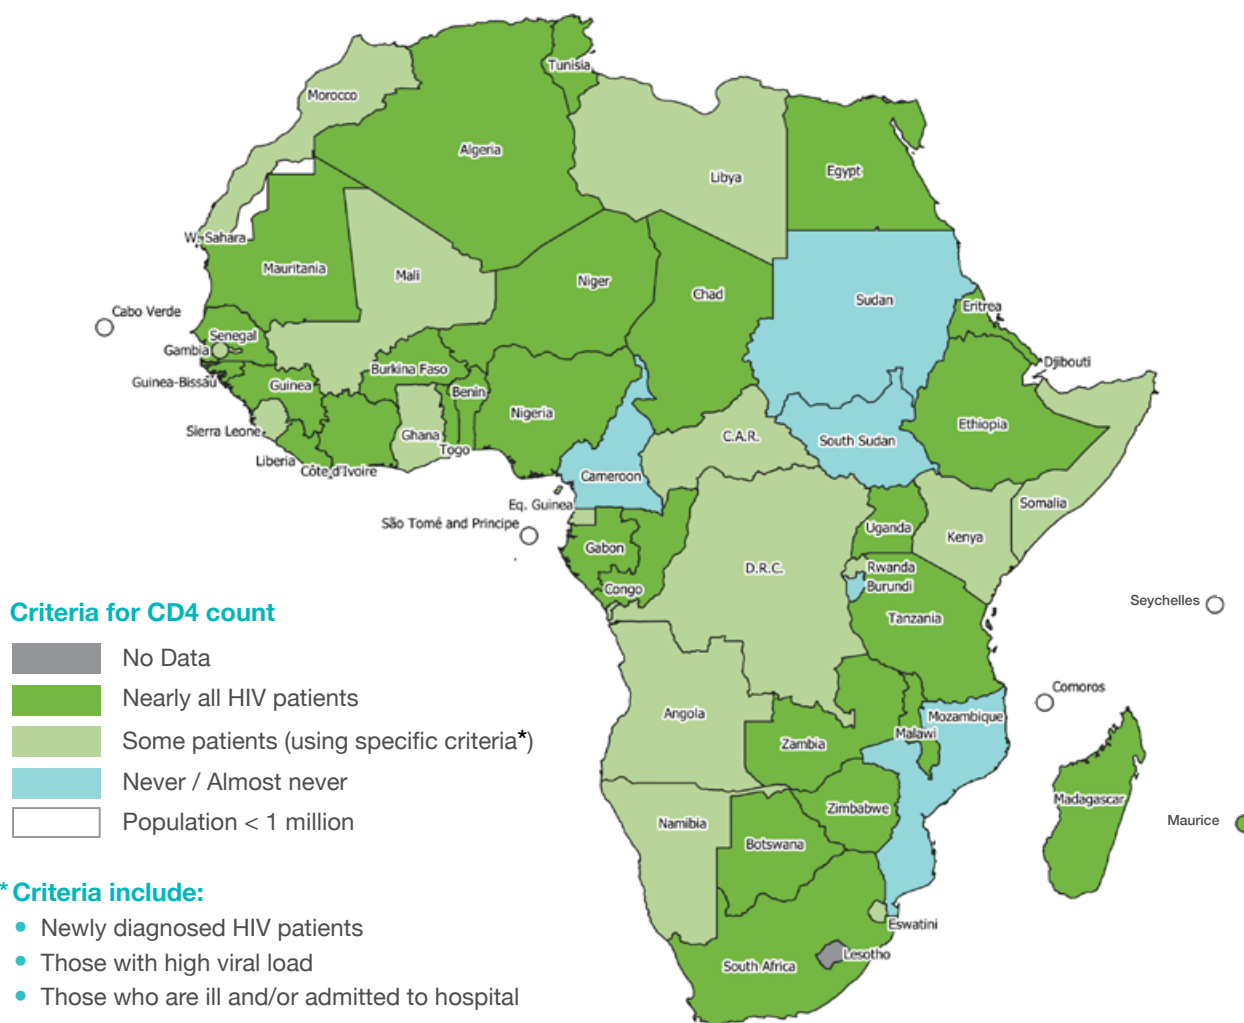 Tunisia
Morocco
Algeria
Libya
Egypt
W. Sahara
Mauritania
Mali
Niger
Chad
Sudan
Eritrea
Cabo Verde
Senegal
Gambia
Djibouti
Guinea-Bissau
Guinea
Burkina Faso
Benin
Nigeria
Ethiopia
Sierra Leone
Ghana
Togo
C.A.R.
South Sudan
Liberia
Côte d'Ivoire
Cameroon
Eq. Guinea
Somalia
São Tomé and Principe
Uganda
Kenya
Gabon
D.R.C.
Rwanda
Burundi
Congo
Tanzania
Seychelles
Comoros
Angola
Mozambique
Malawi
Zambia
Madagascar
Zimbabwe
Namibia
Maurice
Botswana
Eswatini
Lesotho
South Africa
Criteria for CD4 count
No Data
Nearly all HIV patients
Some patients (using specific criteria*)
Never / Almost never
Population < 1 million
* Criteria include:
• Newly diagnosed HIV patients
• Those with high viral load
• Those who are ill and/or admitted to hospital